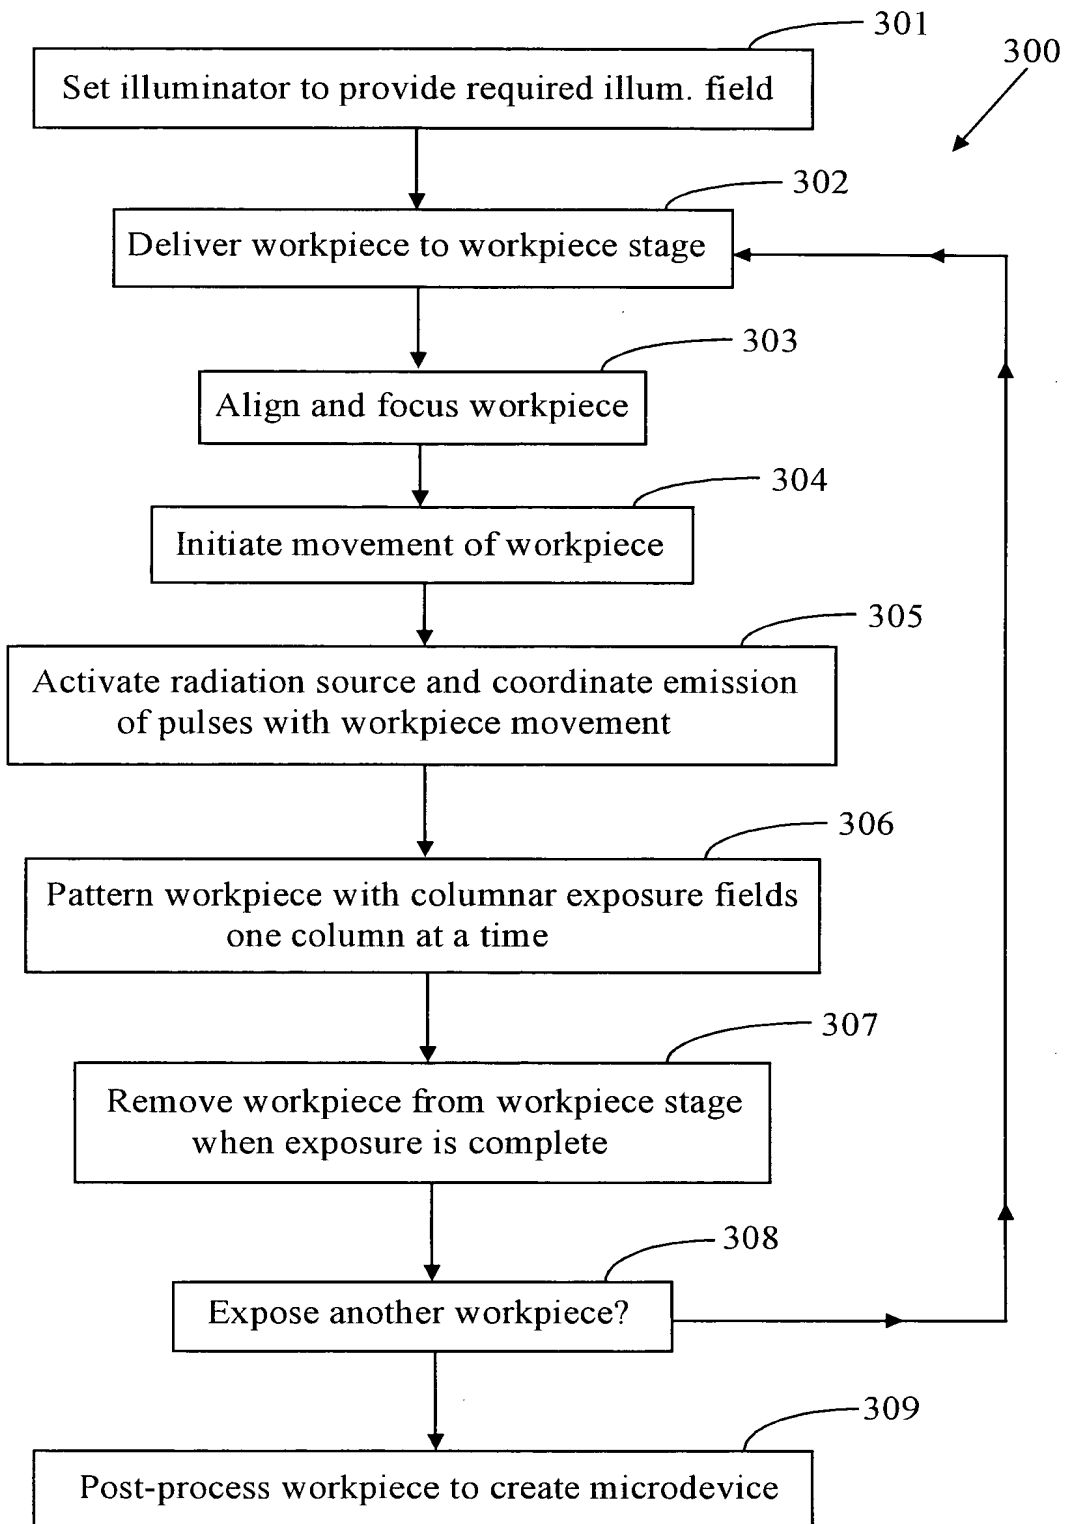 301
300
Set illuminator to provide required illum. field
302
Deliver workpiece to workpiece stage
303
Align and focus workpiece
304
Initiate movement of workpiece
305
Activate radiation source and coordinate emission
of pulses with workpiece movement
306
Pattern workpiece with columnar exposure fields
one column at a time
307
Remove workpiece from workpiece stage
when exposure is complete
308
Expose another workpiece?
309
Post-process workpiece to create microdevice